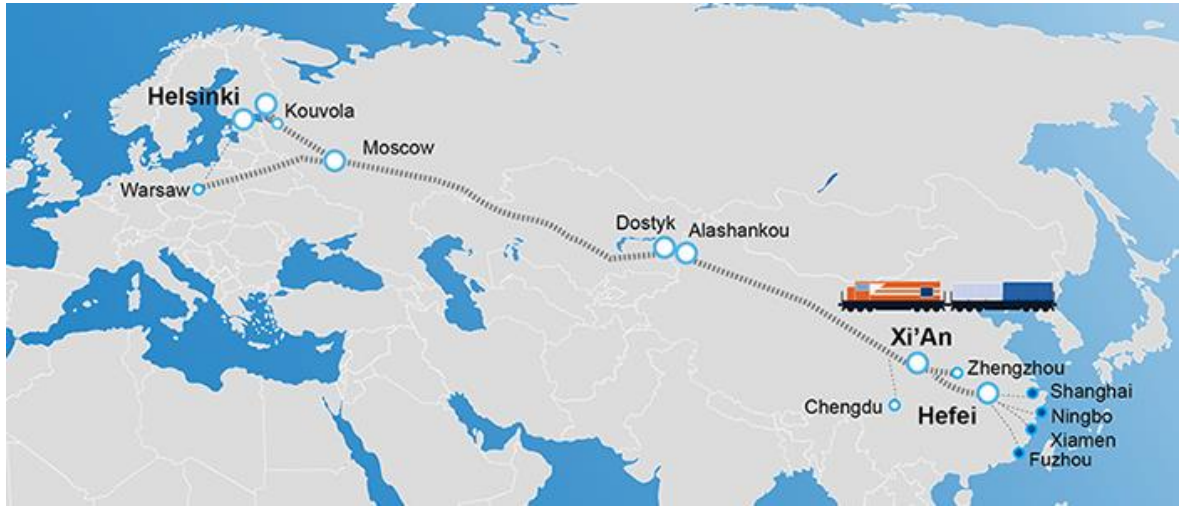 Helsinki
Kouvola
Moscow
Warsaw
Dostyk
Alashankou
Xi'An
Zhengzhou
Chengdu
Hefei
Shanghai
Ningbo
Xiamen
Fuzhou